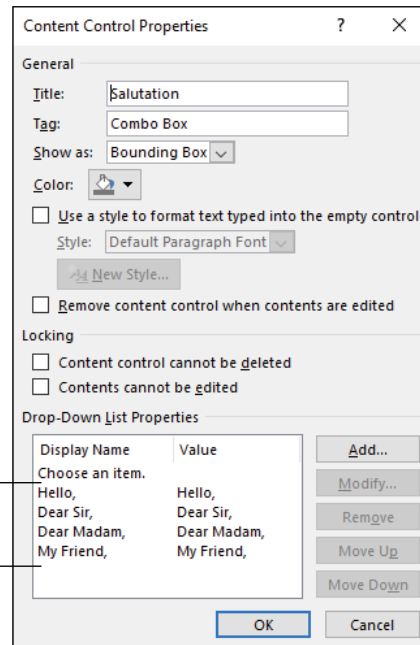 Content Control Properties ? ✕
General
Title: Salutation
Tag: Combo Box
Show as: Bounding Box
Color:
Use a style to format text typed into the empty control
Style: Default Paragraph Font
New Style...
Remove content control when contents are edited
Locking
Content control cannot be deleted
Contents cannot be edited
Drop-Down List Properties
Display Name Value
Choose an item.
Hello, Hello,
Dear Sir, Dear Sir,
Dear Madam, Dear Madam,
My Friend, My Friend,
Add...
Modify...
Remove
Move Up
Move Down
OK Cancel